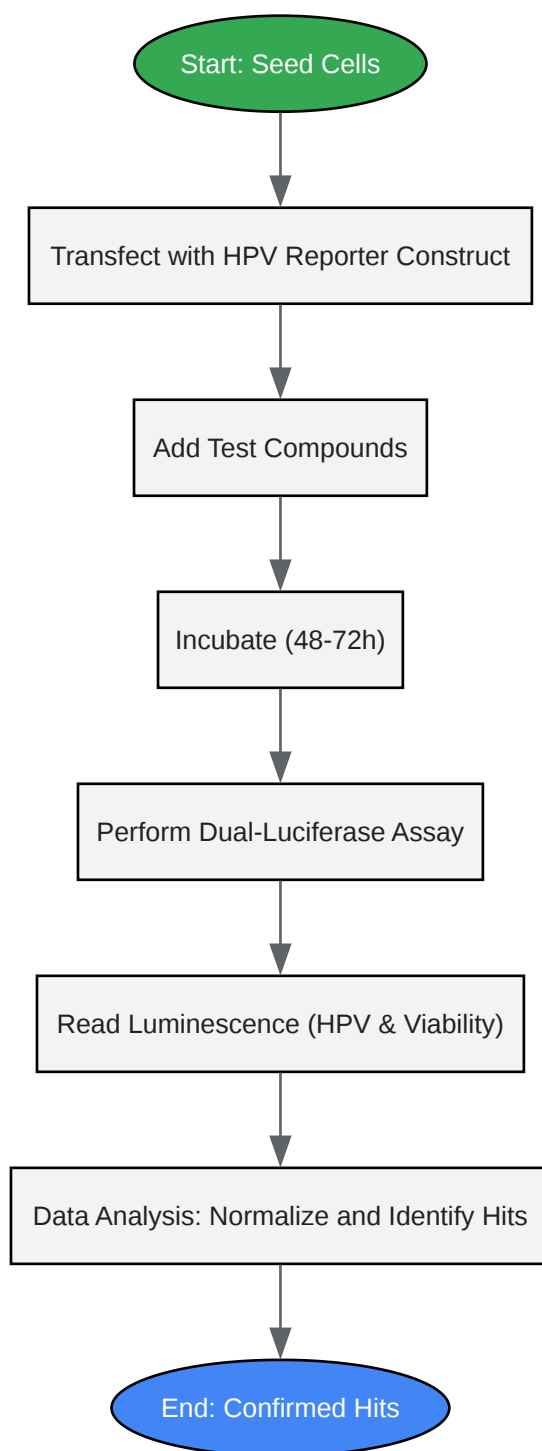 Start: Seed Cells
Transfect with HPV Reporter Construct
Add Test Compounds
Incubate (48-72h)
Perform Dual-Luciferase Assay
Read Luminescence (HPV & Viability)
Data Analysis: Normalize and Identify Hits
End: Confirmed Hits